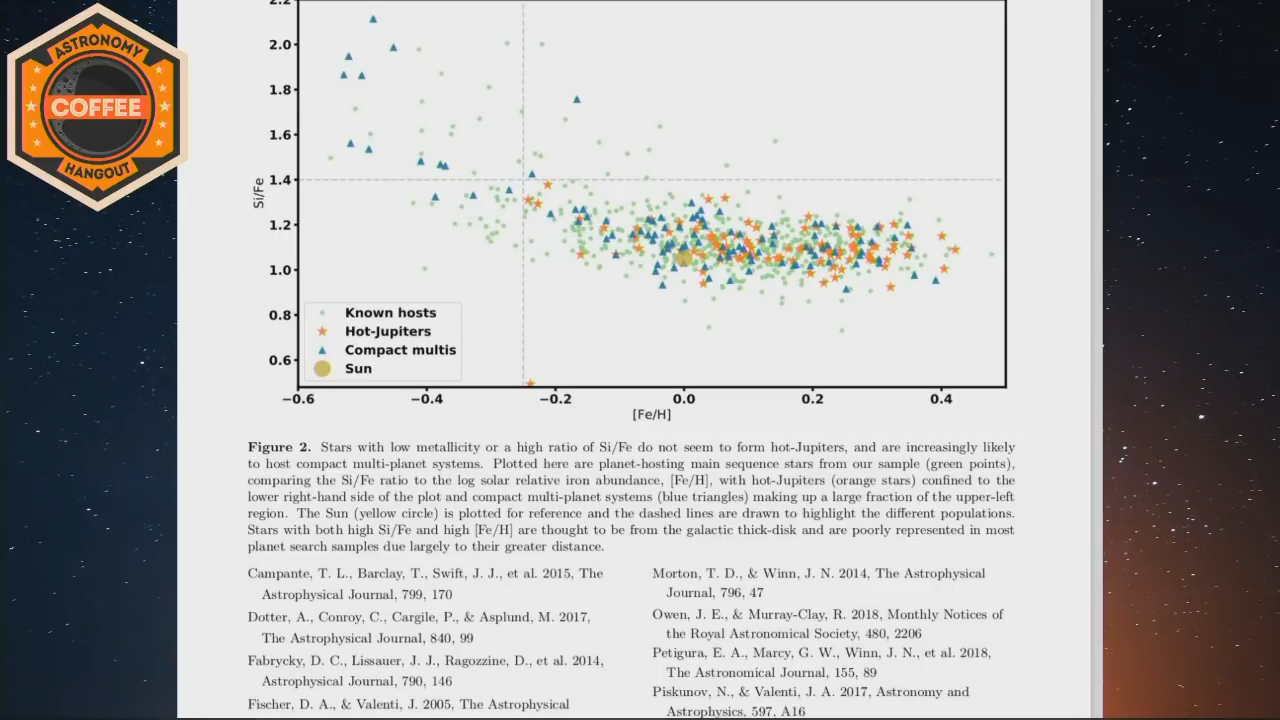 ASTRONOMY
COFFEE
HANGOUT
2.2
2.0
1.8
1.6
1.4
1.2
1.0
0.8
0.6
Si/Fe
Known hosts
Hot-Jupiters
Compact multis
Sun
−0.6 −0.4 −0.2 0.0 0.2 0.4
[Fe/H]
Figure 2. Stars with low metallicity or a high ratio of Si/Fe do not seem to form hot-Jupiters, and are increasingly likely
to host compact multi-planet systems. Plotted here are planet-hosting main sequence stars from our sample (green points),
comparing the Si/Fe ratio to the log solar relative iron abundance, [Fe/H], with hot-Jupiters (orange stars) confined to the
lower right-hand side of the plot and compact multi-planet systems (blue triangles) making up a large fraction of the upper-left
region. The Sun (yellow circle) is plotted for reference and the dashed lines are drawn to highlight the different populations.
Stars with both high Si/Fe and high [Fe/H] are thought to be from the galactic thick-disk and are poorly represented in most
planet search samples due largely to their greater distance.
Campante, T. L., Barclay, T., Swift, J. J., et al. 2015, The
Astrophysical Journal, 799, 170
Dotter, A., Conroy, C., Cargile, P., & Asplund, M. 2017,
The Astrophysical Journal, 840, 99
Fabrycky, D. C., Lissauer, J. J., Ragozzine, D., et al. 2014,
Astrophysical Journal, 790, 146
Fischer, D. A., & Valenti, J. 2005, The Astrophysical
Morton, T. D., & Winn, J. N. 2014, The Astrophysical
Journal, 796, 47
Owen, J. E., & Murray-Clay, R. 2018, Monthly Notices of
the Royal Astronomical Society, 480, 2206
Petigura, E. A., Marcy, G. W., Winn, J. N., et al. 2018,
The Astronomical Journal, 155, 89
Piskunov, N., & Valenti, J. A. 2017, Astronomy and
Astrophysics, 597, A16